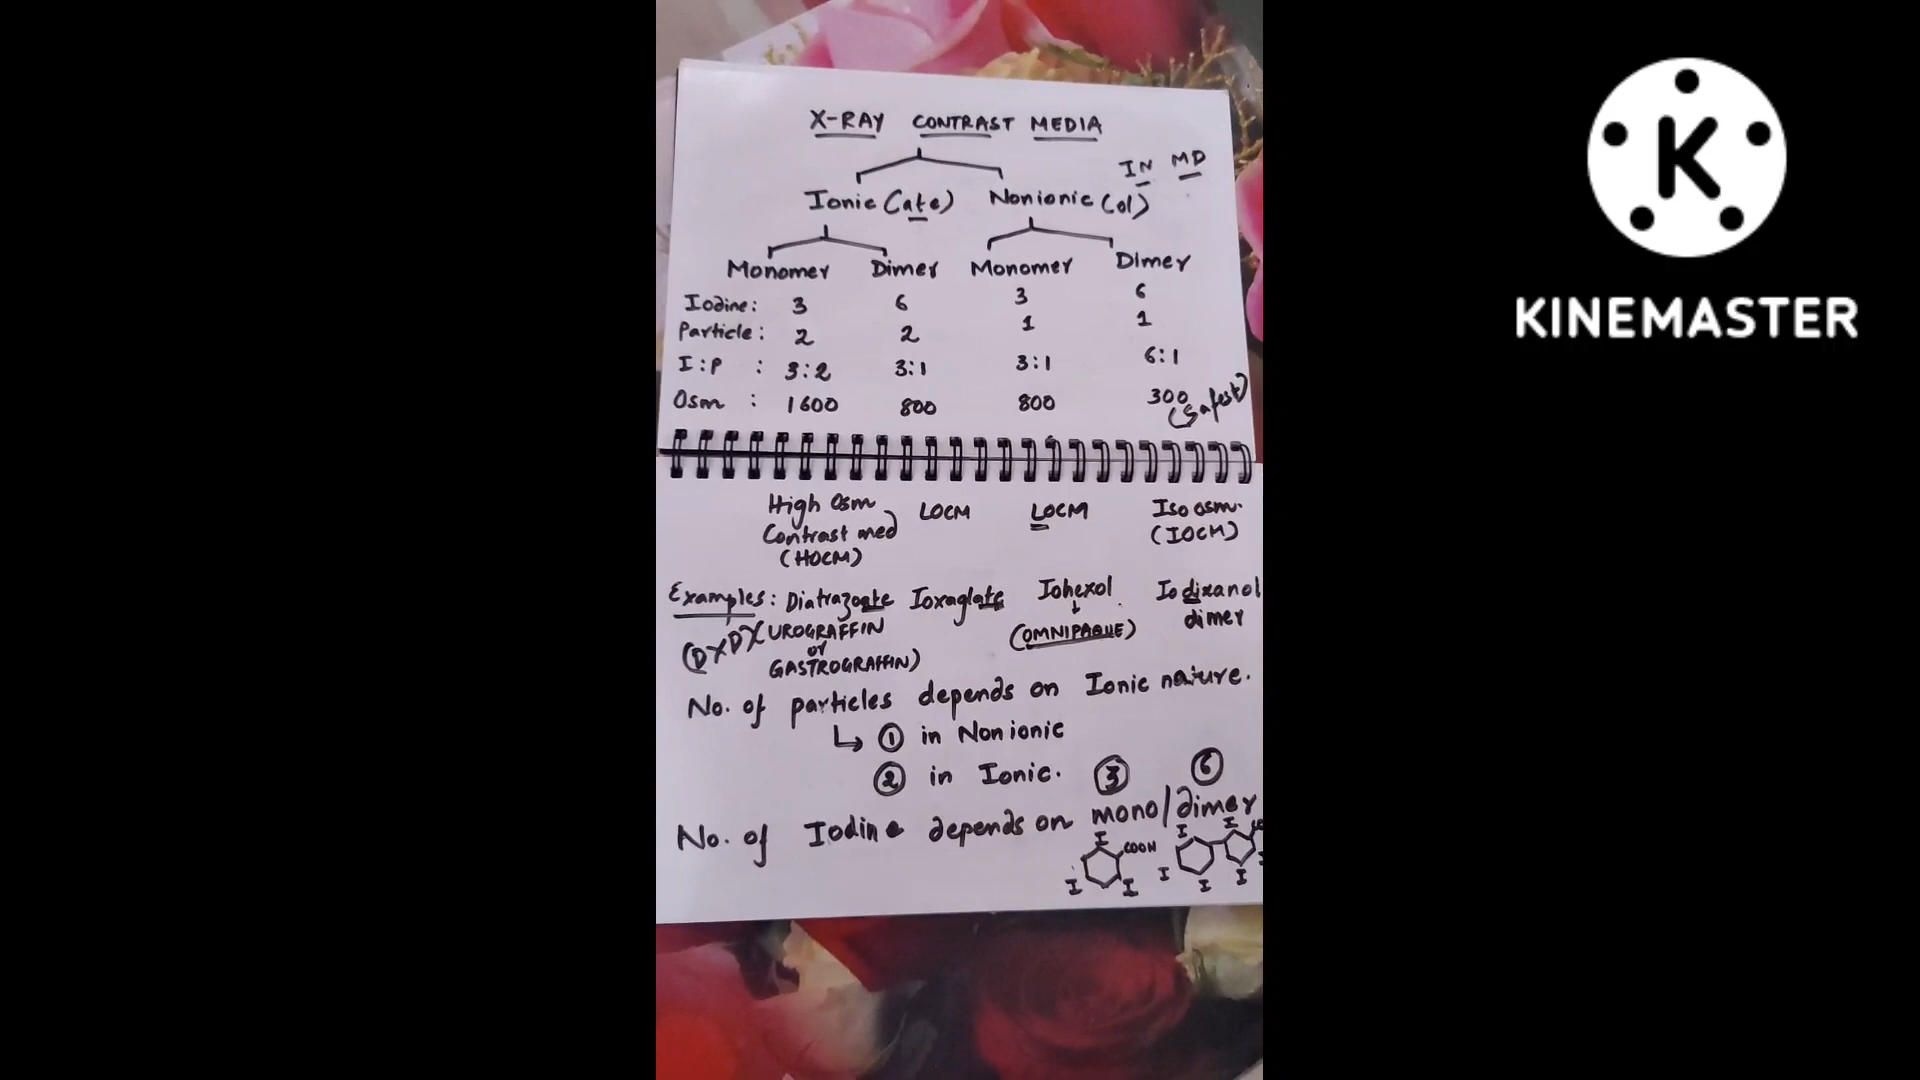 X-RAY CONTRAST MEDIA
IN MD
Ionic (ate) Nonionic (ol)
Monomer Dimer Monomer Dimer
Iodine: 3 6 3 6
Particle: 2 2 1 1
I:P : 3:2 3:1 3:1 6:1
Osm : 1600 800 800 300
(Safest)
High Osm LOCM LOCM Iso osm.
Contrast med (IOCM)
(HOCM)
Examples: Diatrazoate Ioxaglate Iohexol Iodixanol
UROGRAFFIN (OMNIPAQUE) dimer
or
GASTROGRAFFIN)
No. of particles depends on Ionic nature.
↳ ① in Nonionic
② in Ionic. ③ ⑥
No. of Iodine depends on mono/dimer
I COOH I I
I I I I I
KINEMASTER